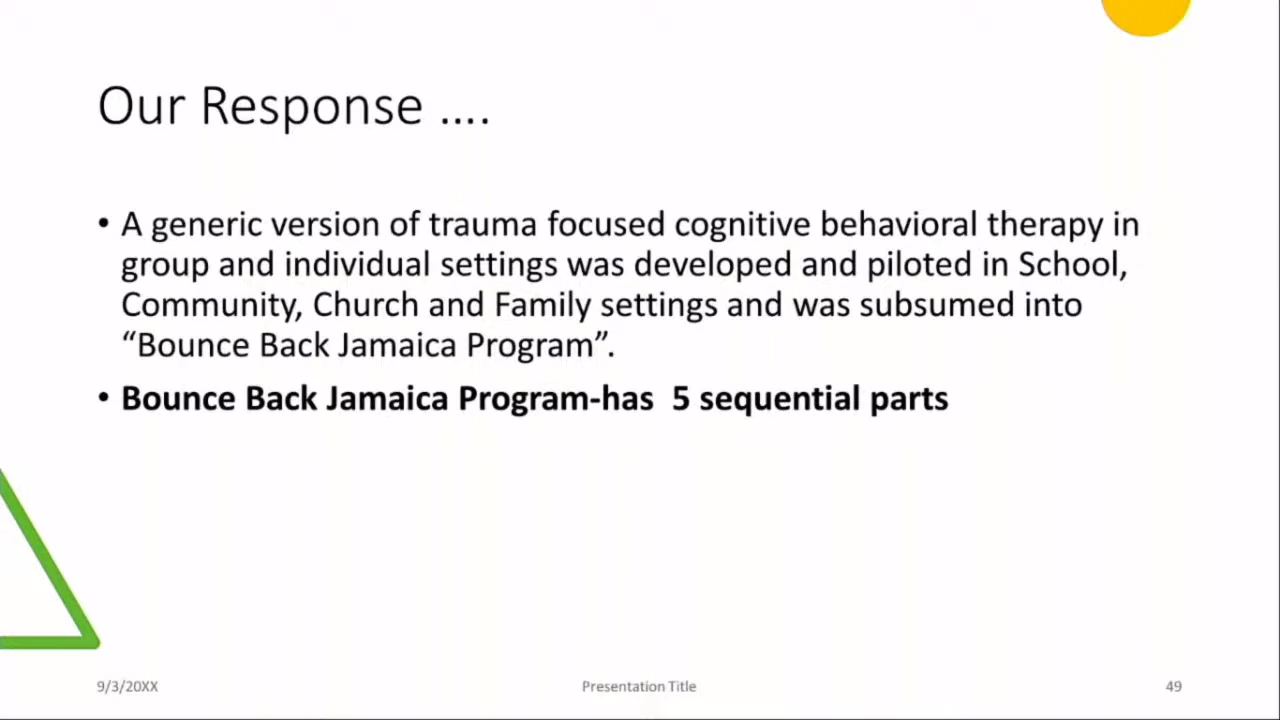 Our Response ....
• A generic version of trauma focused cognitive behavioral therapy in
group and individual settings was developed and piloted in School,
Community, Church and Family settings and was subsumed into
“Bounce Back Jamaica Program”.
• Bounce Back Jamaica Program-has  5 sequential parts
9/3/20XX
Presentation Title
49